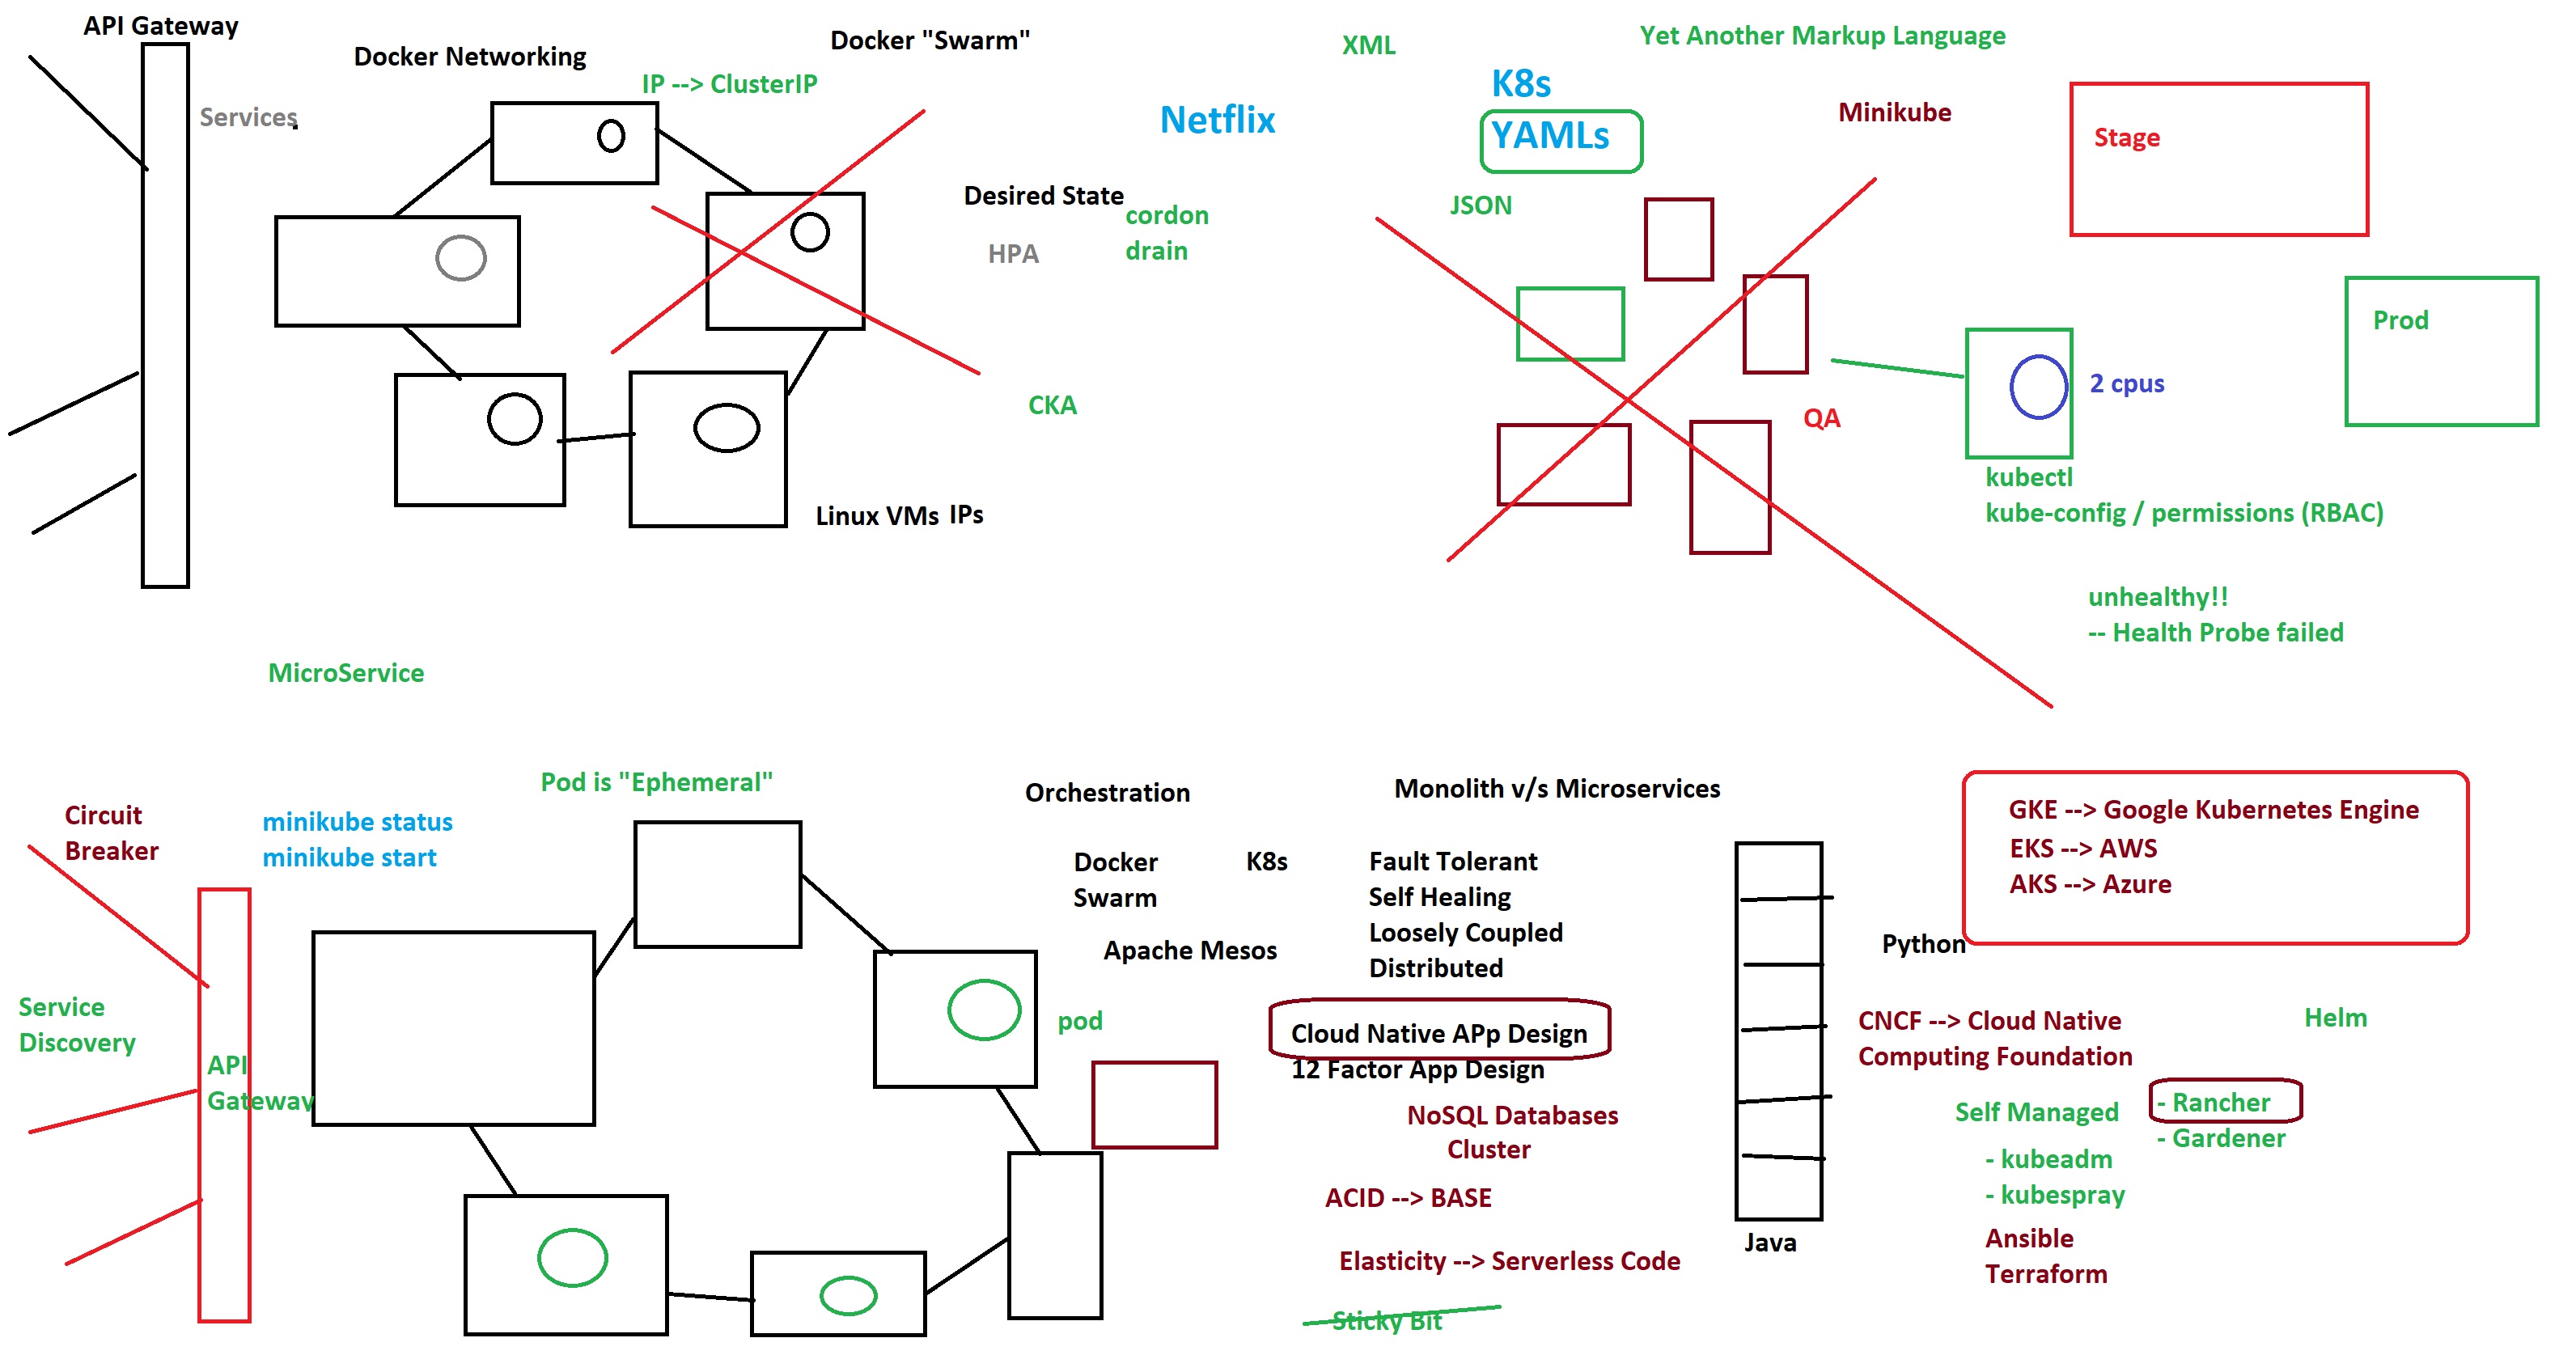 API Gateway
Docker Networking
Docker "Swarm"
IP --> ClusterIP
Services
Desired State
HPA
cordon
drain
CKA
Linux VMs IPs
Netflix
XML
K8s
YAMLs
JSON
Yet Another Markup Language
Minikube
Stage
Prod
2 cpus
QA
kubectl
kube-config / permissions (RBAC)
unhealthy!!
-- Health Probe failed
MicroService
Pod is "Ephemeral"
Circuit
Breaker
minikube status
minikube start
Service
Discovery
API
Gateway
pod
Orchestration
Docker
Swarm
K8s
Apache Mesos
Monolith v/s Microservices
Fault Tolerant
Self Healing
Loosely Coupled
Distributed
Cloud Native APp Design
12 Factor App Design
NoSQL Databases
Cluster
ACID --> BASE
Elasticity --> Serverless Code
Sticky Bit
Java
Python
GKE --> Google Kubernetes Engine
EKS --> AWS
AKS --> Azure
CNCF --> Cloud Native
Computing Foundation
Helm
Self Managed
- kubeadm
- kubespray
- Rancher
- Gardener
Ansible
Terraform